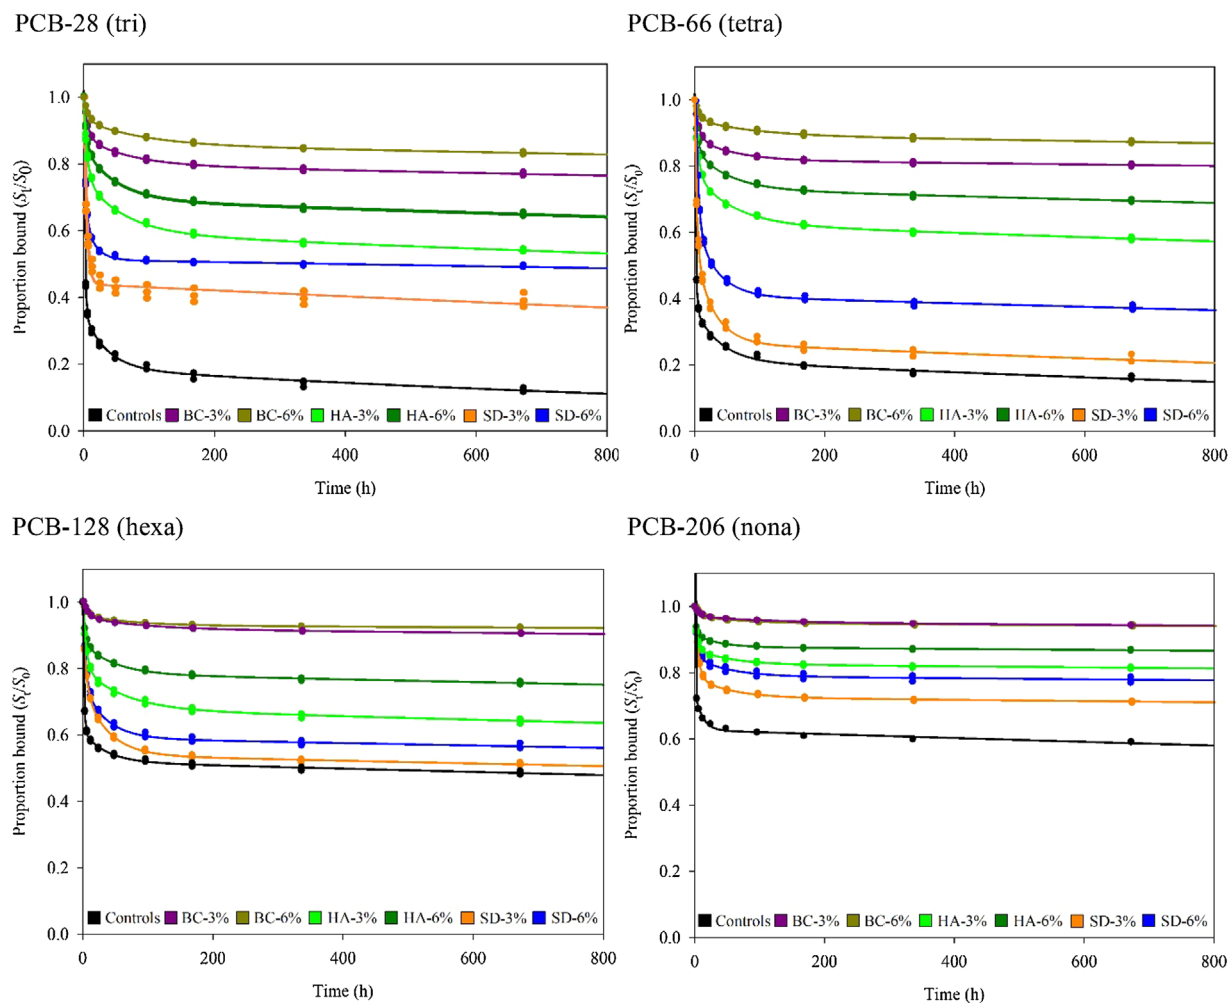 PCB-28 (tri)
1.0
0.8
0.6
0.4
0.2
0.0
Proportion bound (St/S0)
Controls BC-3% BC-6% HA-3% HA-6% SD-3% SD-6%
0 200 400 600 800
Time (h)
PCB-66 (tetra)
1.0
0.8
0.6
0.4
0.2
0.0
Proportion bound (St/S0)
Controls BC-3% BC-6% HA-3% HA-6% SD-3% SD-6%
0 200 400 600 800
Time (h)
PCB-128 (hexa)
1.0
0.8
0.6
0.4
0.2
0.0
Proportion bound (St/S0)
Controls BC-3% BC-6% HA-3% HA-6% SD-3% SD-6%
0 200 400 600 800
Time (h)
PCB-206 (nona)
1.0
0.8
0.6
0.4
0.2
0.0
Proportion bound (St/S0)
Controls BC-3% BC-6% HA-3% HA-6% SD-3% SD-6%
0 200 400 600 800
Time (h)